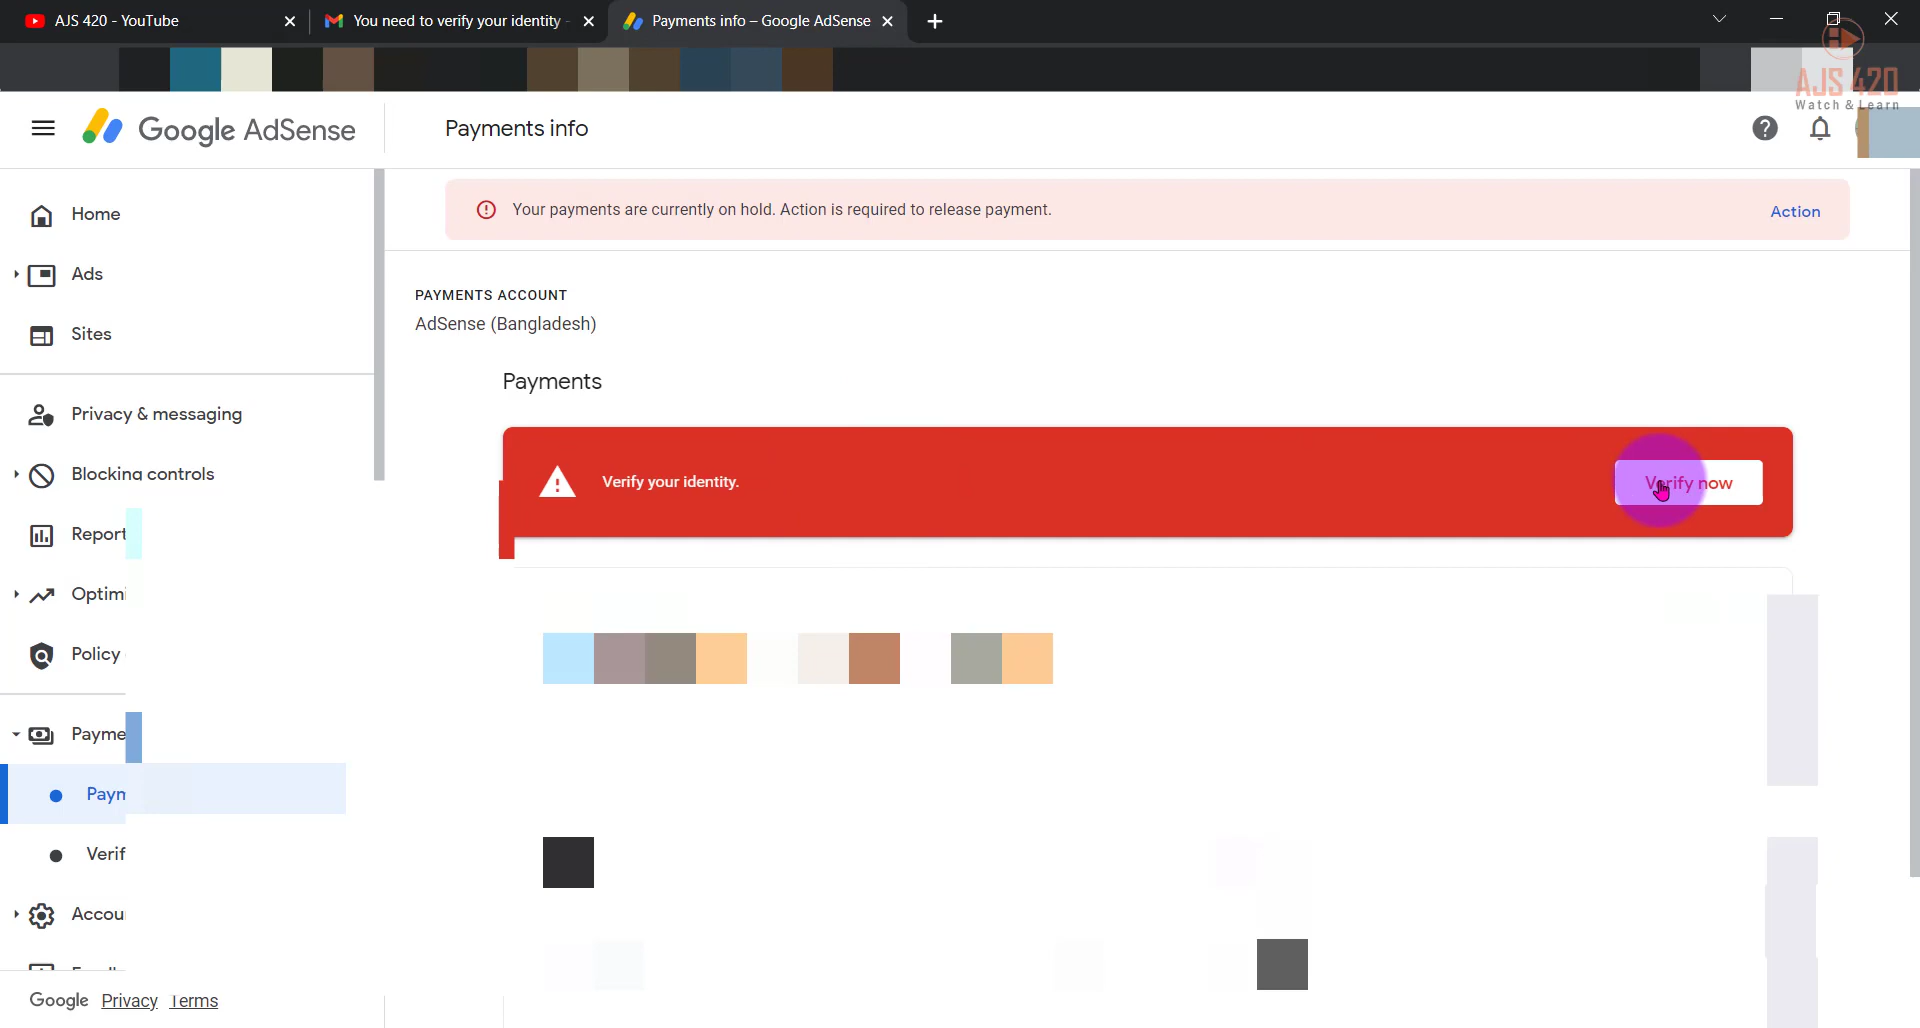 AJS 420 - YouTube
You need to verify your identity -
Payments info – Google AdSense
AJS 420
Watch & Learn
Google AdSense
Payments info
Home
Ads
Sites
Privacy & messaging
Blocking controls
Report
Optimi
Policy
Payme
Paym
Verif
Accou
Google Privacy Terms
Your payments are currently on hold. Action is required to release payment.
Action
PAYMENTS ACCOUNT
AdSense (Bangladesh)
Payments
Verify your identity.
Verify now